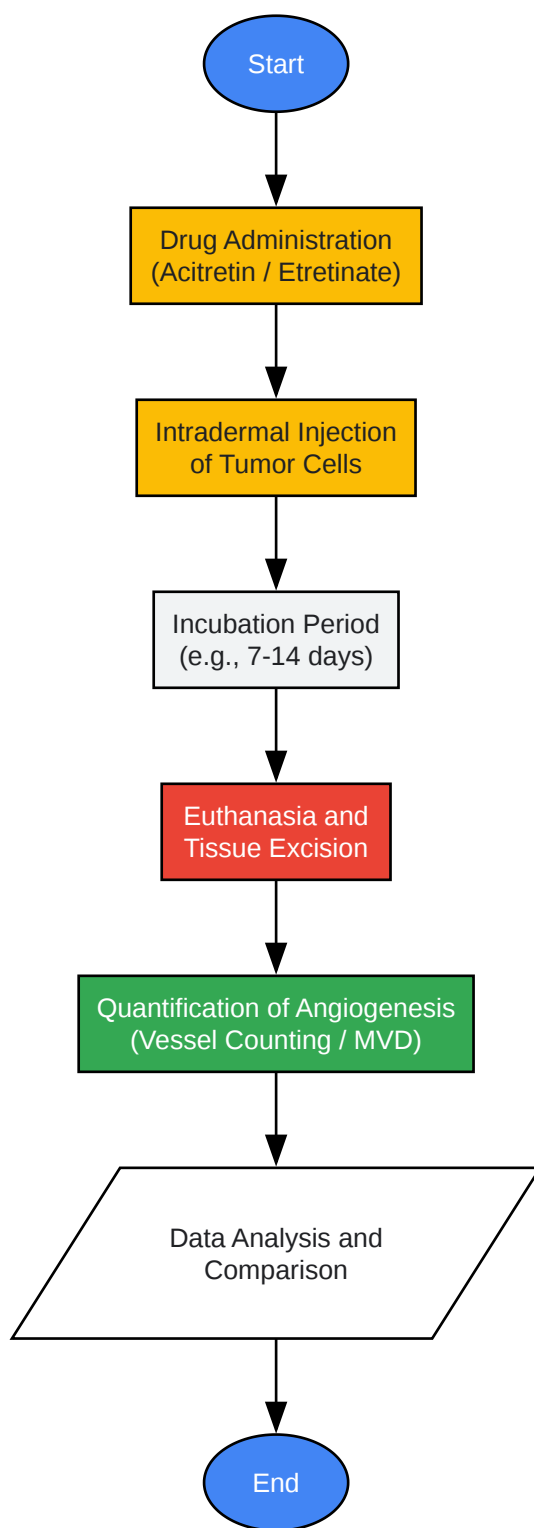 Start
Drug Administration
(Acitretin / Etretinate)
Intradermal Injection
of Tumor Cells
Incubation Period
(e.g., 7-14 days)
Euthanasia and
Tissue Excision
Quantification of Angiogenesis
(Vessel Counting / MVD)
Data Analysis and
Comparison
End